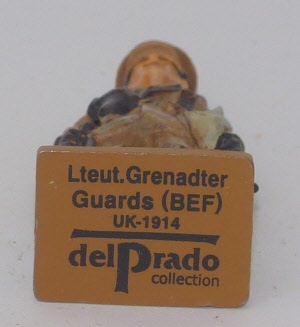 Lteut.Grenadter
Guards (BEF)
UK-1914
delPrado
collection